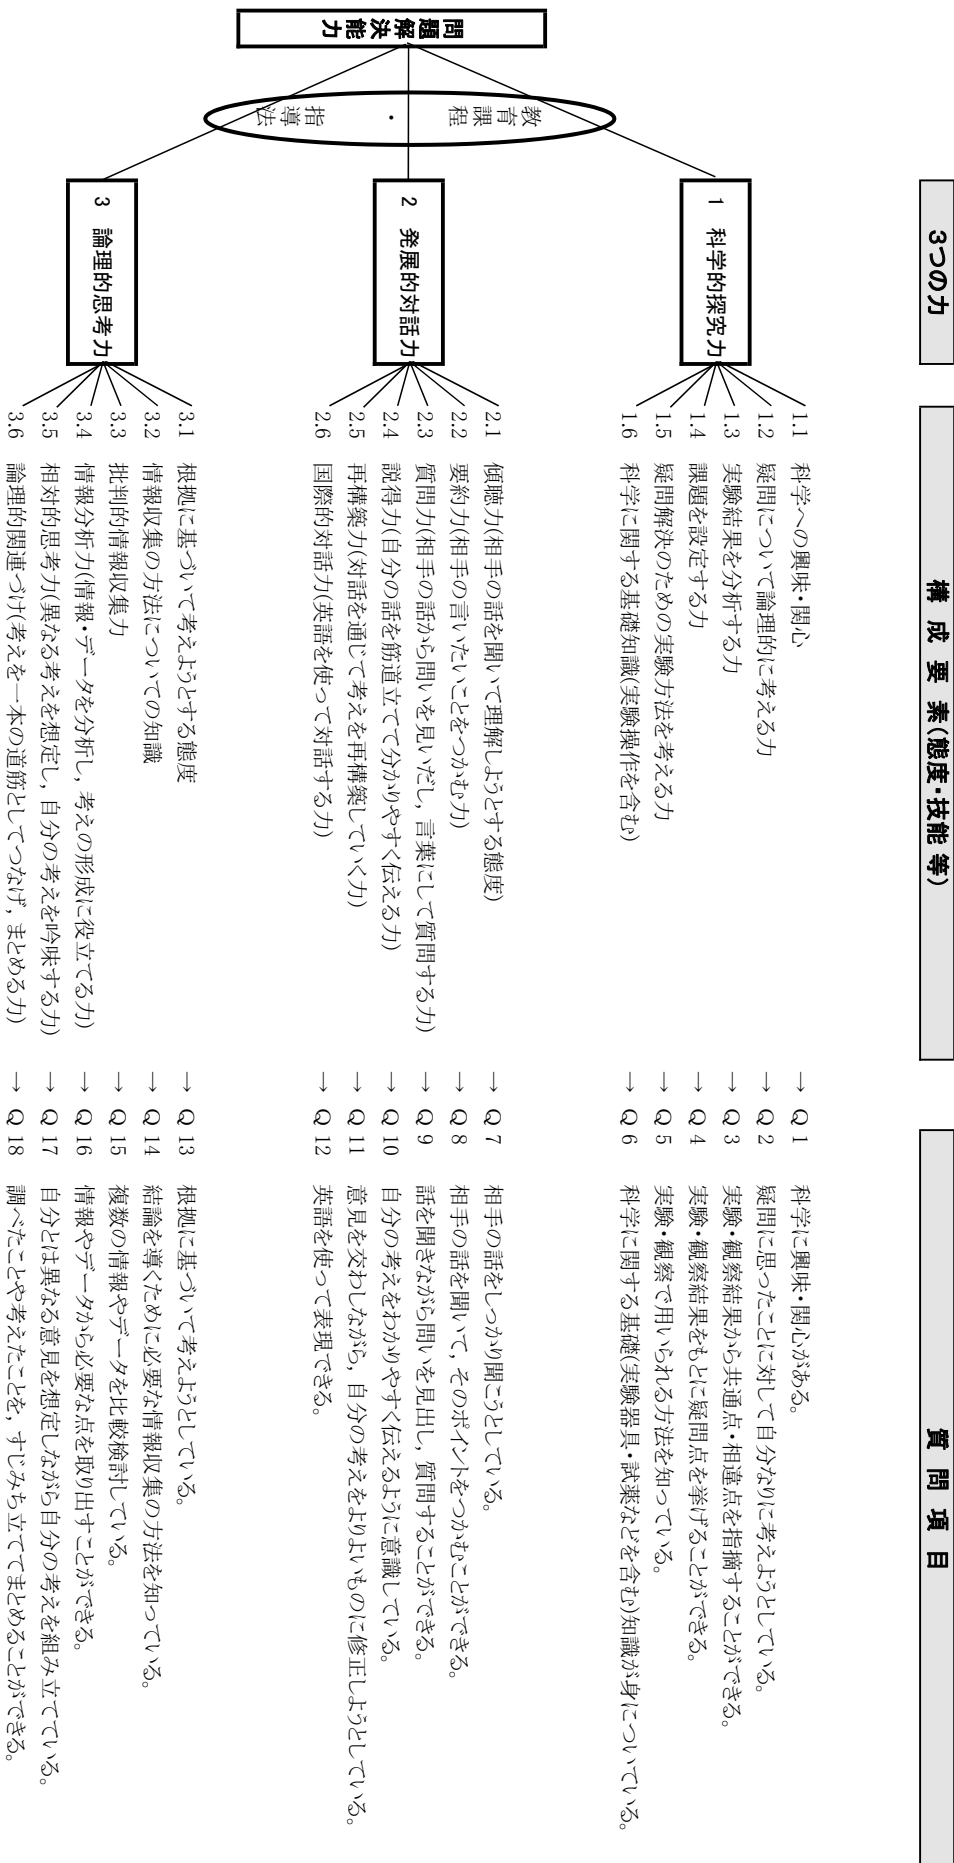 3つの力
構 成 要 素(態度・技能 等)
質 問 項 目
問題解決能力
教育課程 ・ 指導法
1 科学的探究力
1.1 科学への興味・関心 → Q 1 科学に興味・関心がある。
1.2 疑問について論理的に考える力 → Q 2 疑問に思ったことに対して自分なりに考えようとしている。
1.3 実験結果を分析する力 → Q 3 実験・観察結果から共通点・相違点を指摘することができる。
1.4 課題を設定する力 → Q 4 実験・観察結果をもとに疑問点を挙げることができる。
1.5 疑問解決のための実験方法を考える力 → Q 5 実験・観察で用いられる方法を知っている。
1.6 科学に関する基礎知識(実験操作を含む) → Q 6 科学に関する基礎(実験器具・試薬などを含む)知識が身についている。
2 発展的対話力
2.1 傾聴力(相手の話を聞いて理解しようとする態度) → Q 7 相手の話をしっかり聞こうとしている。
2.2 要約力(相手の言いたいことをつかむ力) → Q 8 相手の話を聞いて，そのポイントをつかむことができる。
2.3 質問力(相手の話から問いを見いだし，言葉にして質問する力) → Q 9 話を聞きながら問いを見出し，質問することができる。
2.4 説得力(自分の話を筋道立てて分かりやすく伝える力) → Q 10 自分の考えをわかりやすく伝えるように意識している。
2.5 再構築力(対話を通じて考えを再構築していく力) → Q 11 意見を交わしながら，自分の考えをよりよいものに修正しようとしている。
2.6 国際的対話力(英語を使って対話する力) → Q 12 英語を使って表現できる。
3 論理的思考力
3.1 根拠に基づいて考えようとする態度 → Q 13 根拠に基づいて考えようとしている。
3.2 情報収集の方法についての知識 → Q 14 結論を導くために必要な情報収集の方法を知っている。
3.3 批判的情報収集力 → Q 15 複数の情報やデータを比較検討している。
3.4 情報分析力(情報・データを分析し，考えの形成に役立てる力) → Q 16 情報やデータから必要な点を取り出すことができる。
3.5 相対的思考力(異なる考えを想定し，自分の考えを吟味する力) → Q 17 自分とは異なる意見を想定しながら自分の考えを組み立てている。
3.6 論理的関連づけ(考えを一本の道筋としてつなげ，まとめる力) → Q 18 調べたことや考えたことを，すじみち立ててまとめることができる。